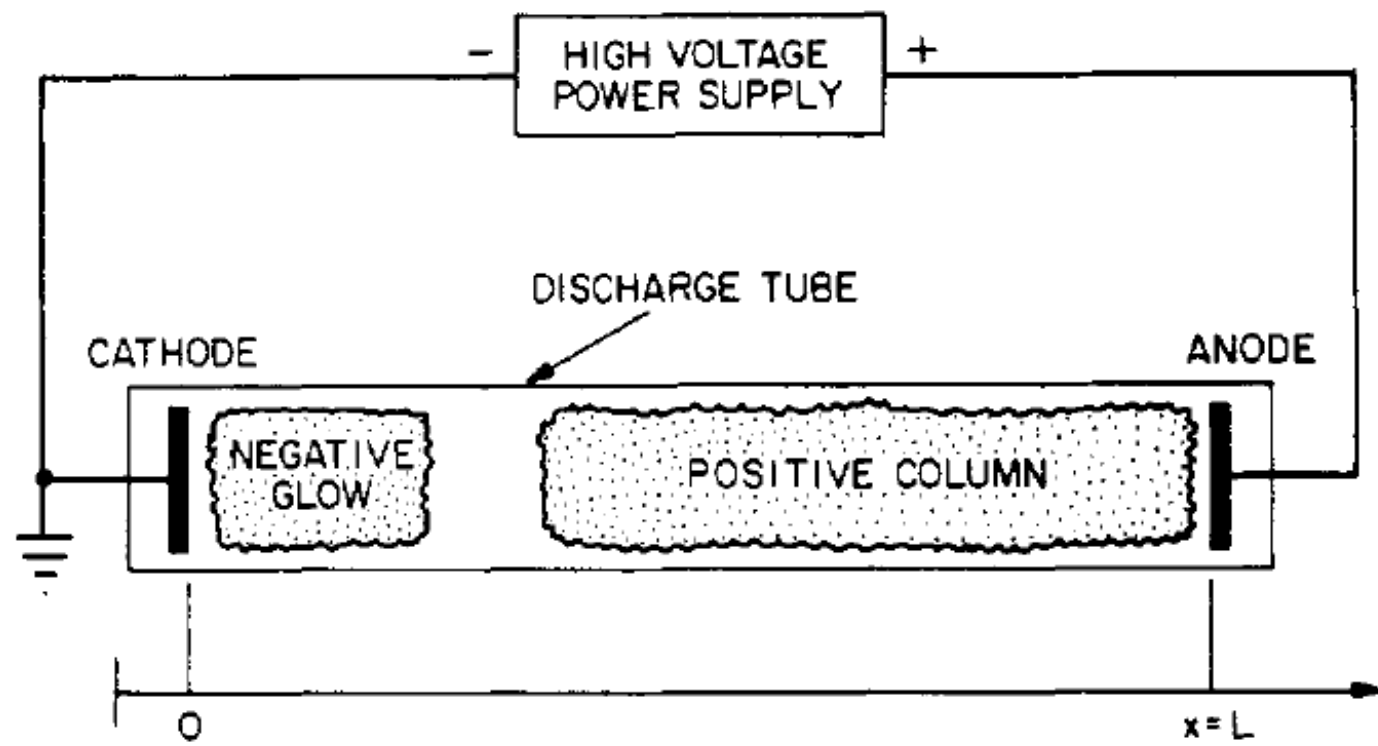 -
HIGH VOLTAGE
POWER SUPPLY
+
DISCHARGE TUBE
CATHODE
ANODE
NEGATIVE
GLOW
POSITIVE COLUMN
0
x = L